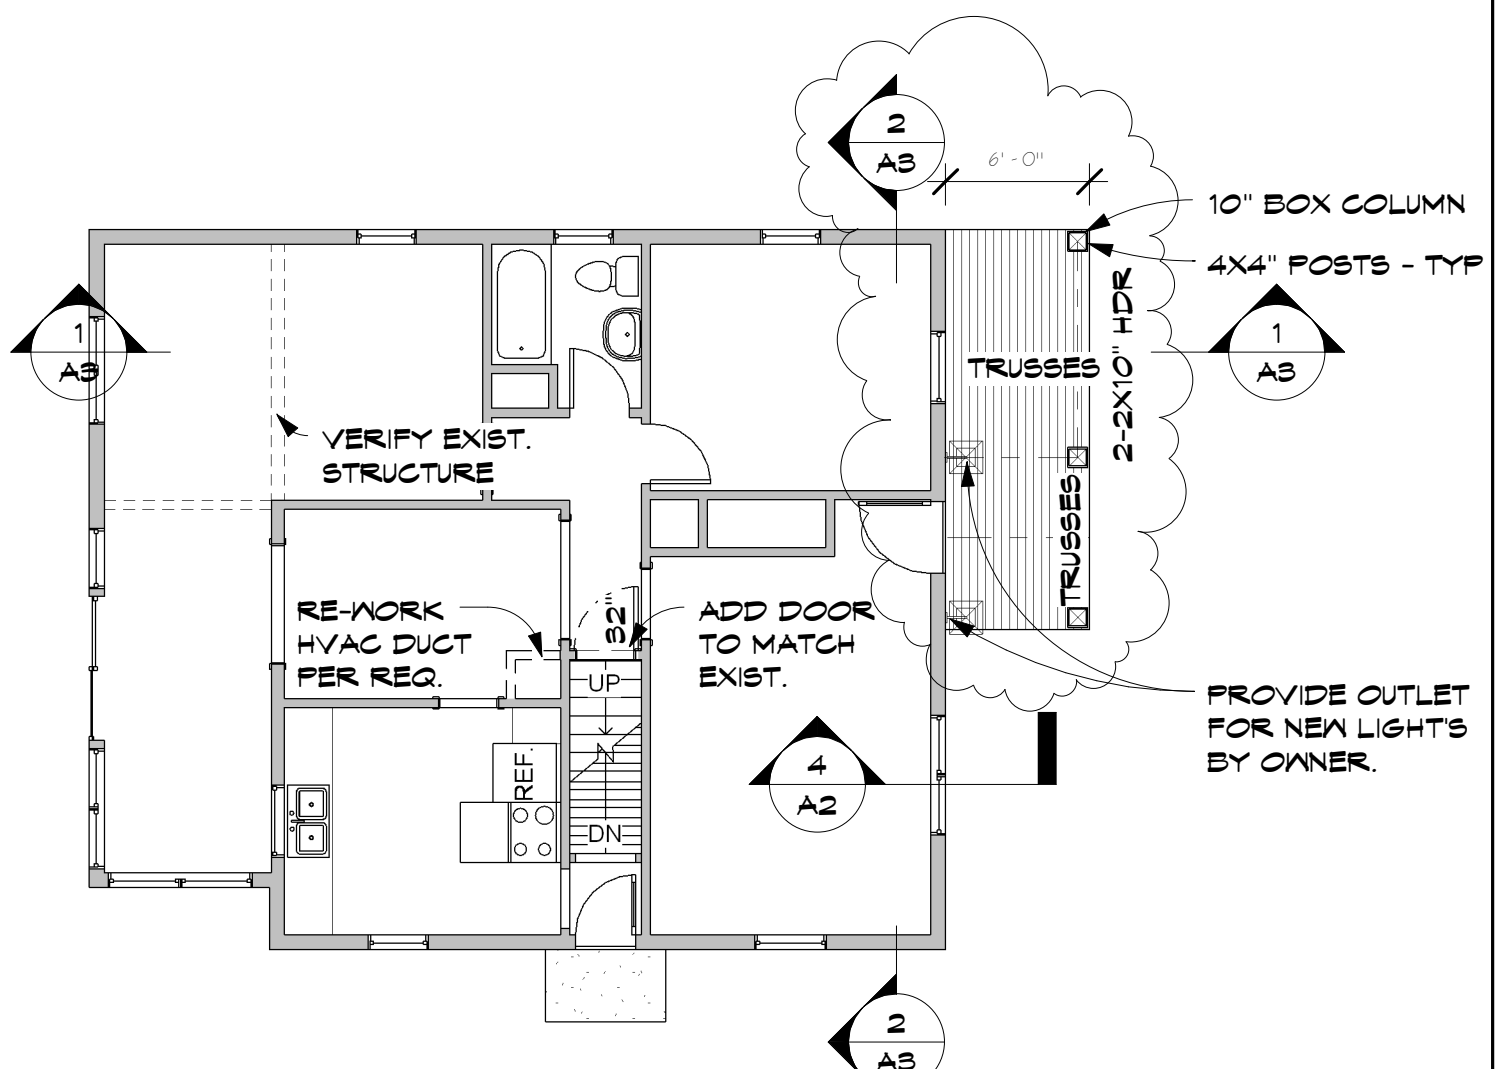 2
A3
6'-0"
10" BOX COLUMN
4X4" POSTS - TYP
2-2X10" HDR
1
A3
1
A3
TRUSSES
VERIFY EXIST.
STRUCTURE
TRUSSES
RE-WORK
HVAC DUCT
PER REQ.
32"
ADD DOOR
TO MATCH
EXIST.
UP
PROVIDE OUTLET
FOR NEW LIGHT'S
BY OWNER.
REF.
4
A2
DN
2
A3